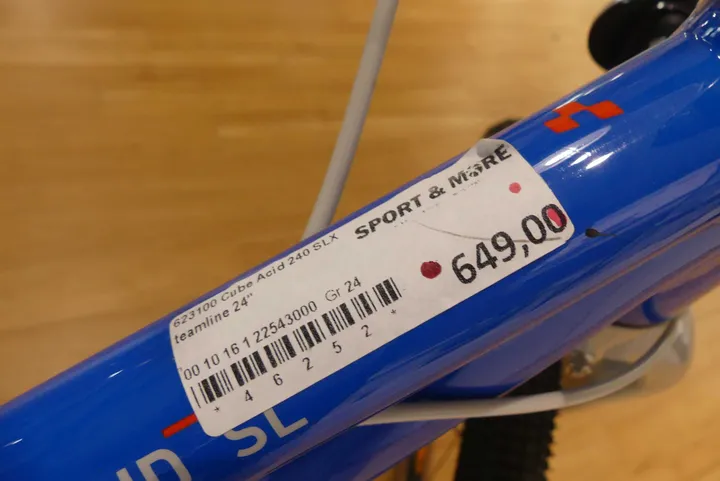 SPORT & MORE
623100 Cube Acid 240 SLX
teamline 24"
649,00
00 10 16 1 22543000 Gr 24
+ 4 6 2 5 2 +
ID SL